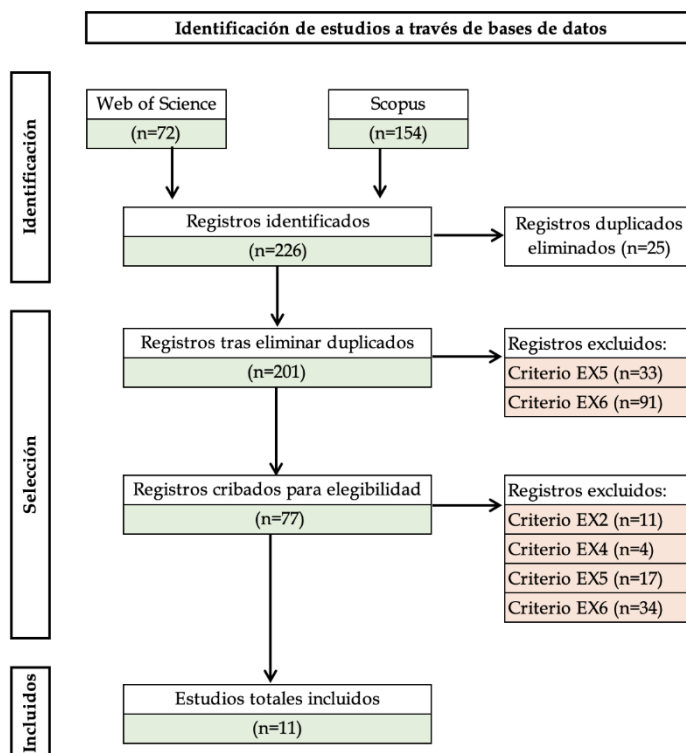 Identificación de estudios a través de bases de datos
Identificación
Web of Science
(n=72)
Scopus
(n=154)
Registros identificados
(n=226)
Registros duplicados
eliminados (n=25)
Selección
Registros tras eliminar duplicados
(n=201)
Registros excluidos:
Criterio EX5 (n=33)
Criterio EX6 (n=91)
Registros cribados para elegibilidad
(n=77)
Registros excluidos:
Criterio EX2 (n=11)
Criterio EX4 (n=4)
Criterio EX5 (n=17)
Criterio EX6 (n=34)
Incluidos
Estudios totales incluidos
(n=11)